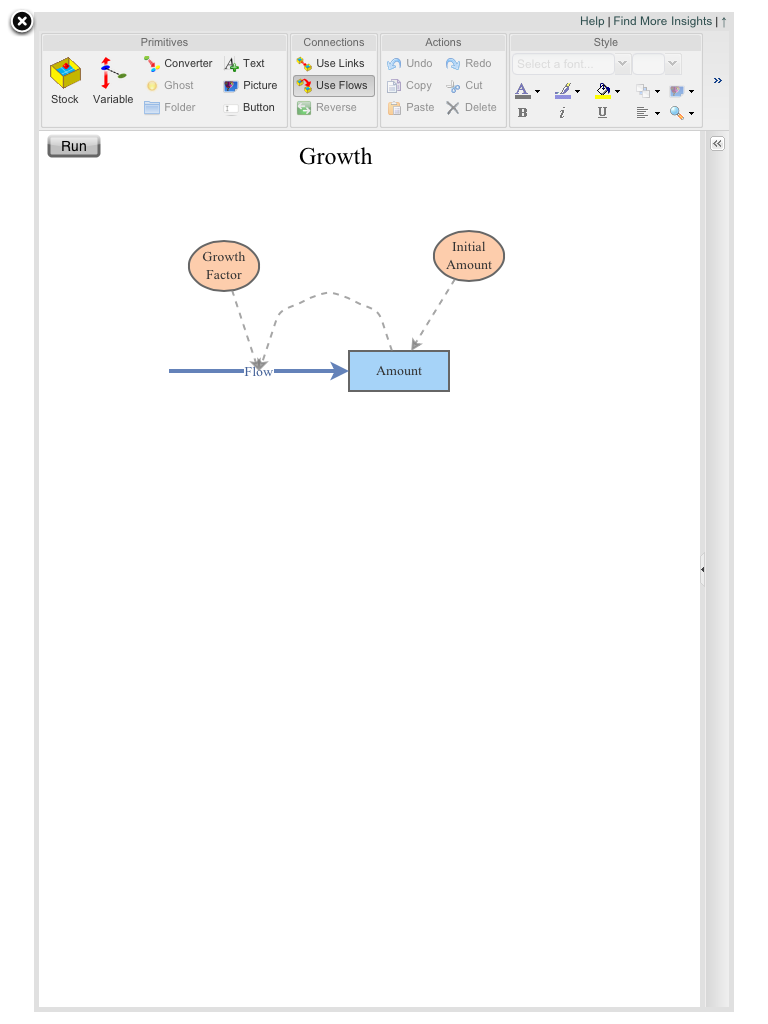 Help | Find More Insights | ↑
Primitives
Connections
Actions
Style
Stock
Variable
Converter
Ghost
Folder
Text
Picture
Button
Use Links
Use Flows
Reverse
Undo
Copy
Paste
Redo
Cut
Delete
Select a font...
A
B i U
»
Run
Growth
Growth
Factor
Initial
Amount
Flow
Amount